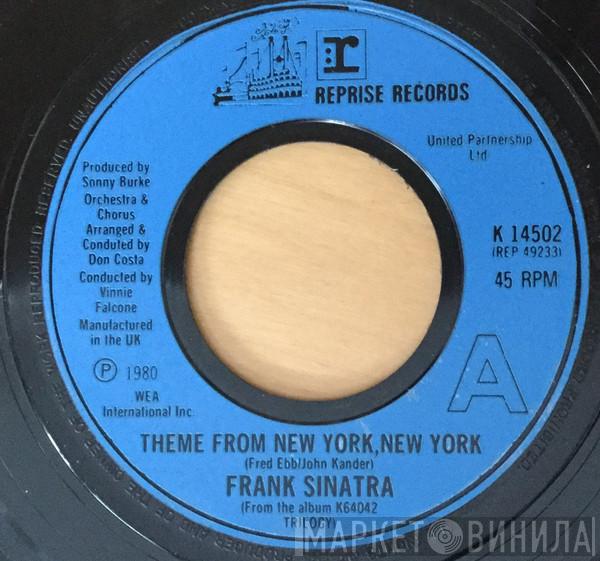 r
REPRISE RECORDS
United Partnership
Ltd
Produced by
Sonny Burke
Orchestra &
Chorus
Arranged &
Conduted by
Don Costa
Conducted by
Vinnie
Falcone
Manufactured
in the UK
K 14502
(REP 49233)
45 RPM
A
Ⓟ 1980
WEA
International Inc.
THEME FROM NEW YORK,NEW YORK
(Fred Ebb/John Kander)
FRANK SINATRA
(From the album K64042
TRILOGY)
МАРКЕТ ВИНИЛА